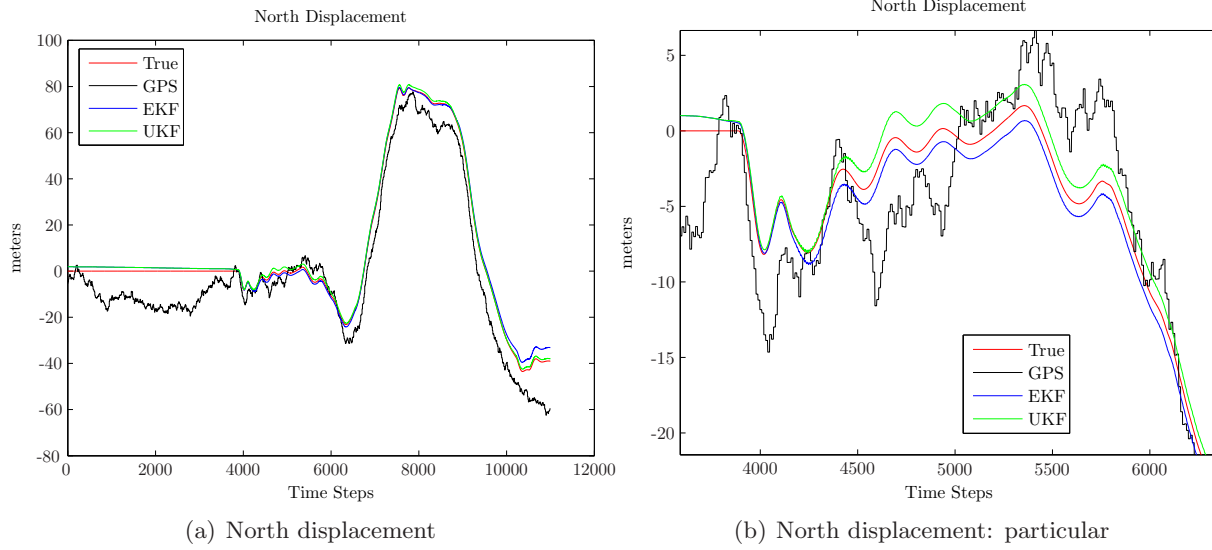 North Displacement
100
80
60
40
20
0
-20
-40
-60
-80
meters
0
2000
4000
6000
8000
10000
12000
Time Steps
True
GPS
EKF
UKF
(a) North displacement
North Displacement
5
0
-5
-10
-15
-20
meters
4000
4500
5000
5500
6000
Time Steps
True
GPS
EKF
UKF
(b) North displacement: particular